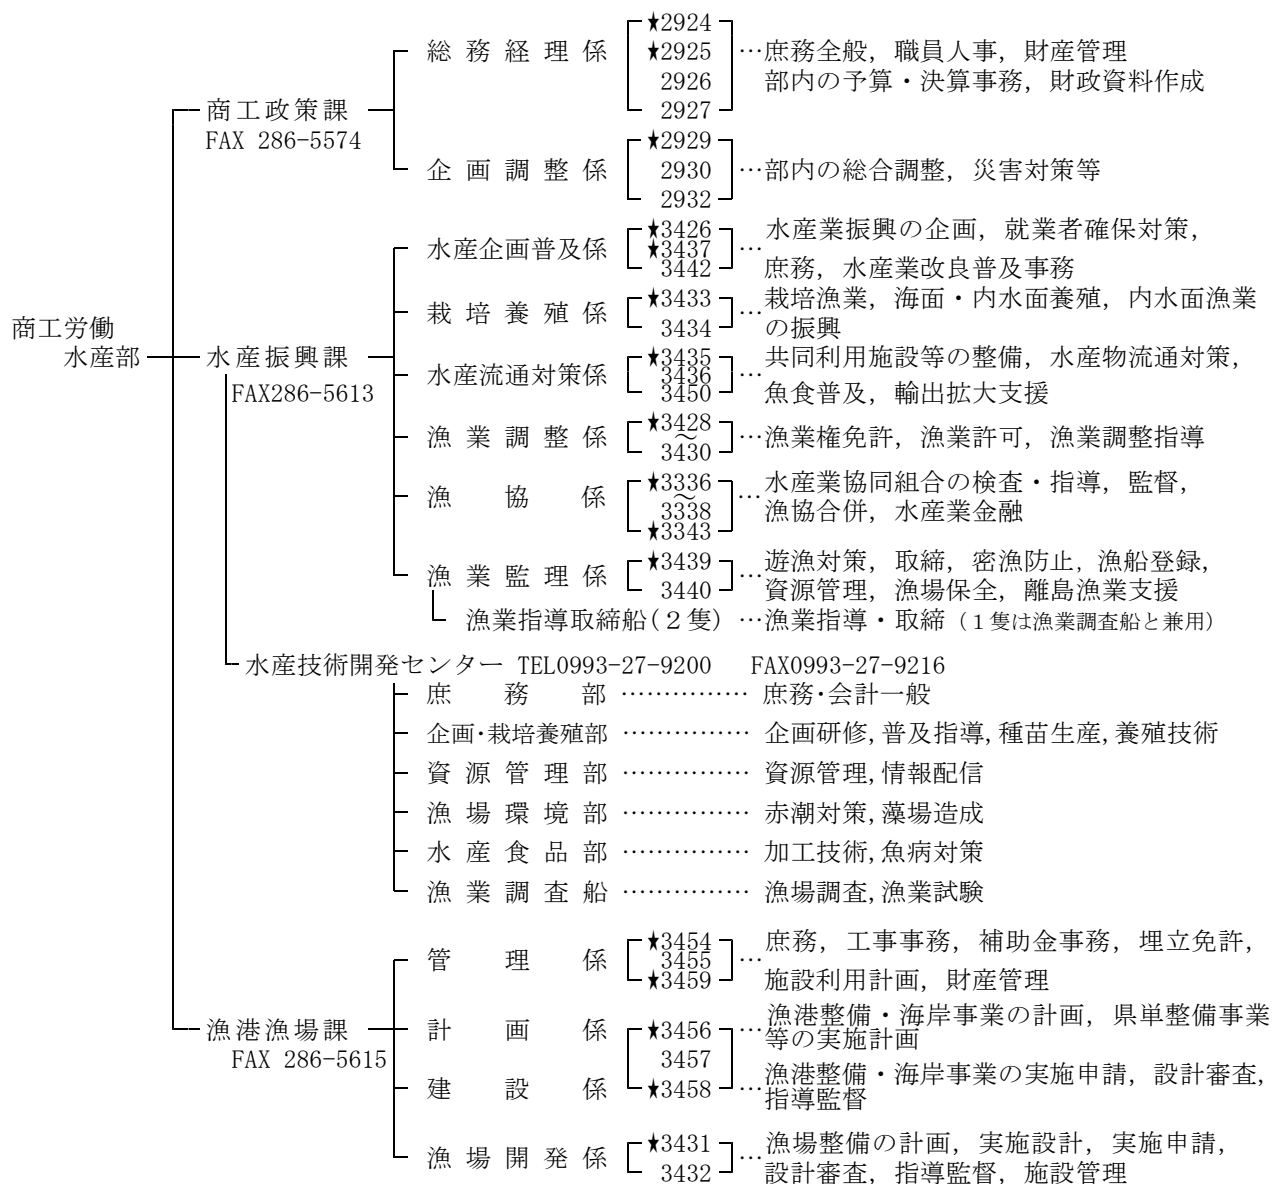 商工労働
水産部
商工政策課
FAX 286-5574
総務経理係 ★2924 ★2925 2926 2927 …庶務全般，職員人事，財産管理
部内の予算・決算事務，財政資料作成
企画調整係 ★2929 2930 2932 …部内の総合調整，災害対策等
水産振興課
FAX286-5613
水産企画普及係 ★3426 ★3437 3442 …水産業振興の企画，就業者確保対策，
庶務，水産業改良普及事務
栽培養殖係 ★3433 3434 …栽培漁業，海面・内水面養殖，内水面漁業
の振興
水産流通対策係 ★3435 3436 3450 …共同利用施設等の整備，水産物流通対策，
魚食普及，輸出拡大支援
漁業調整係 ★3428 ～ 3430 …漁業権免許，漁業許可，漁業調整指導
漁協係 ★3336 ～ 3338 ★3343 …水産業協同組合の検査・指導，監督，
漁協合併，水産業金融
漁業監理係 ★3439 3440 …遊漁対策，取締，密漁防止，漁船登録，
資源管理，漁場保全，離島漁業支援
漁業指導取締船(２隻) …漁業指導・取締（１隻は漁業調査船と兼用）
水産技術開発センター TEL0993-27-9200 FAX0993-27-9216
庶務部 …………… 庶務・会計一般
企画・栽培養殖部 …………… 企画研修,普及指導,種苗生産,養殖技術
資源管理部 …………… 資源管理,情報配信
漁場環境部 …………… 赤潮対策,藻場造成
水産食品部 …………… 加工技術,魚病対策
漁業調査船 …………… 漁場調査,漁業試験
漁港漁場課
FAX 286-5615
管理係 ★3454 3455 ★3459 …庶務，工事事務，補助金事務，埋立免許，
施設利用計画，財産管理
計画係 ★3456 …漁港整備・海岸事業の計画，県単整備事業
等の実施計画
3457
建設係 ★3458 …漁港整備・海岸事業の実施申請，設計審査，
指導監督
漁場開発係 ★3431 3432 …漁場整備の計画，実施設計，実施申請，
設計審査，指導監督，施設管理